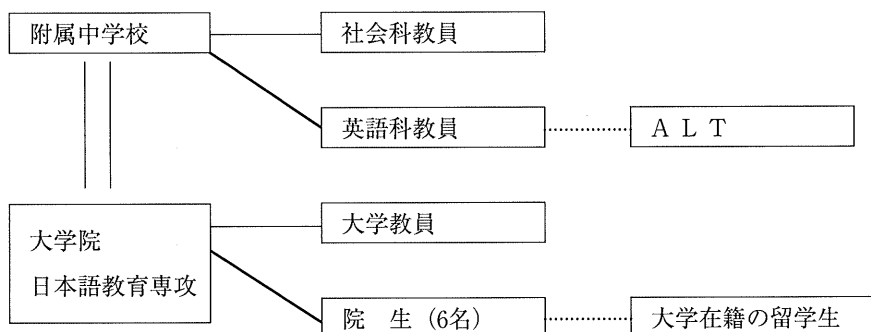 附属中学校
社会科教員
英語科教員
ＡＬＴ
大学院
日本語教育専攻
大学教員
院　生（6名）
大学在籍の留学生